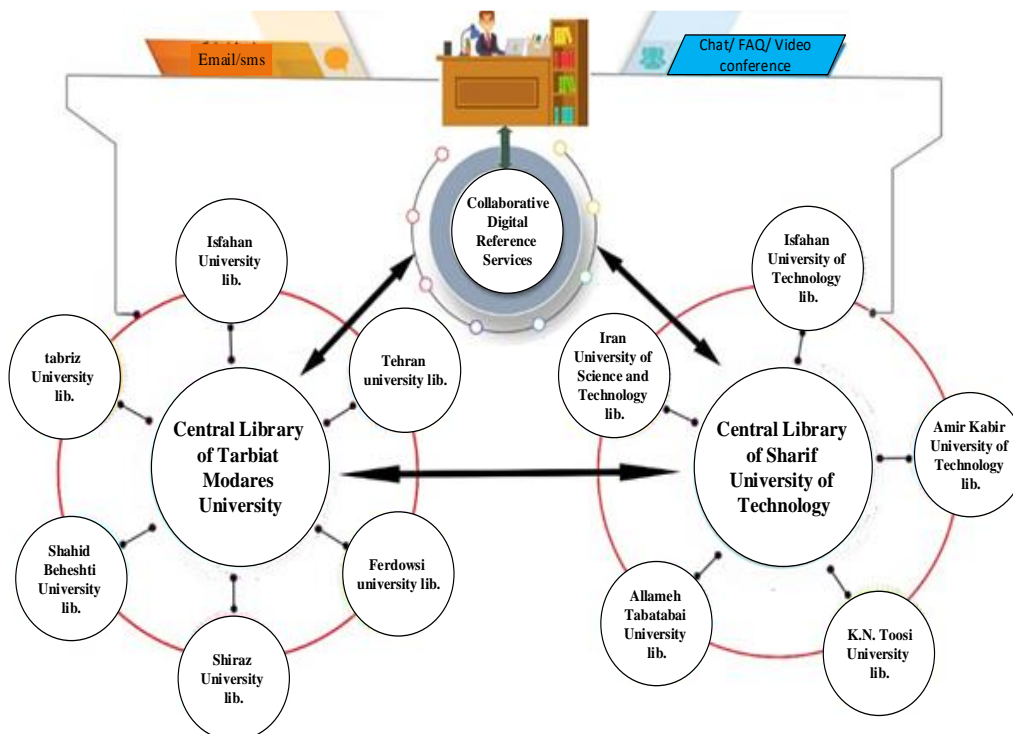 Email/sms
Chat/ FAQ/ Video
conference
Collaborative
Digital
Reference
Services
Isfahan
University
lib.
tabriz
University
lib.
Tehran
university lib.
Central Library
of Tarbiat
Modares
University
Shahid
Beheshti
University
lib.
Ferdowsi
university lib.
Shiraz
University
lib.
Isfahan
University of
Technology
lib.
Iran
University of
Science and
Technology
lib.
Central Library
of Sharif
University of
Technology
Amir Kabir
University of
Technology
lib.
Allameh
Tabatabai
University
lib.
K.N. Toosi
University
lib.